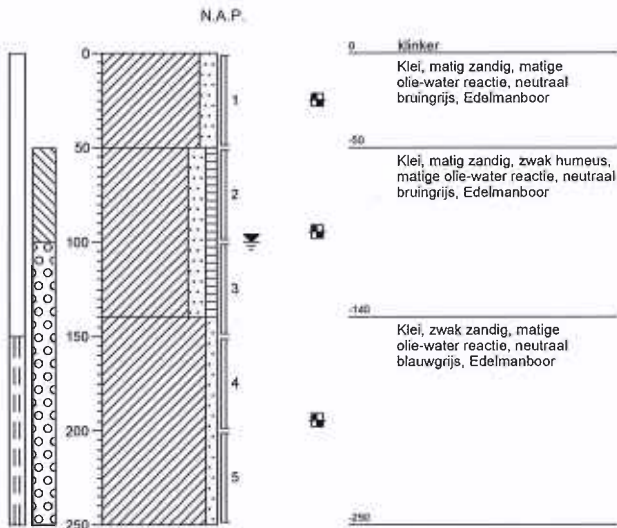 N.A.P.
0
50
100
150
200
250
1
2
3
4
5
0 klinker
Klei, matig zandig, matige
olie-water reactie, neutraal
bruingrijs, Edelmanboor
-50
Klei, matig zandig, zwak humeus,
matige olie-water reactie, neutraal
bruingrijs, Edelmanboor
-140
Klei, zwak zandig, matige
olie-water reactie, neutraal
blauwgrijs, Edelmanboor
-250